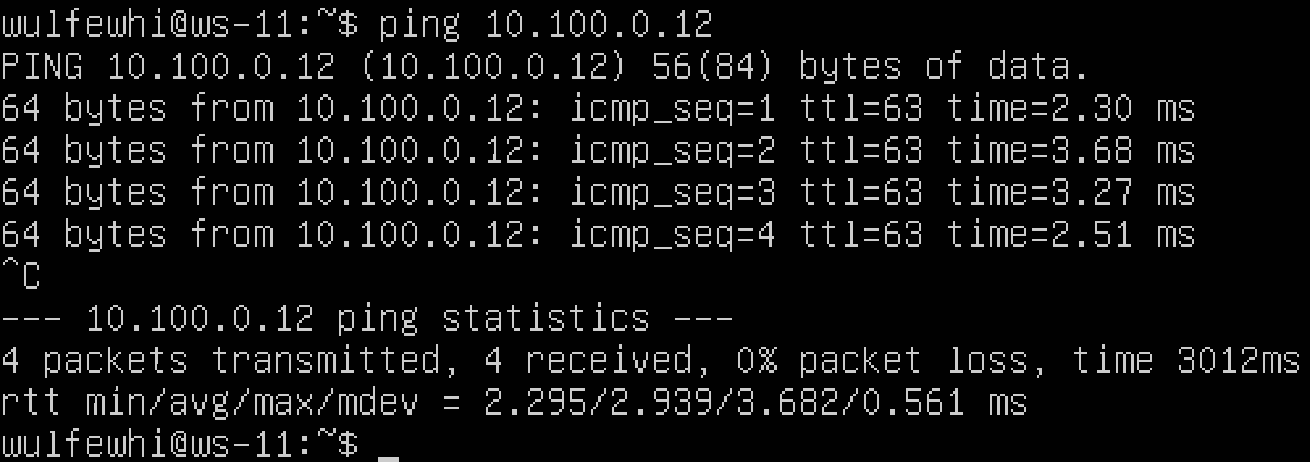 wulfewhi@ws-11:~$ ping 10.100.0.12
PING 10.100.0.12 (10.100.0.12) 56(84) bytes of data.
64 bytes from 10.100.0.12: icmp_seq=1 ttl=63 time=2.30 ms
64 bytes from 10.100.0.12: icmp_seq=2 ttl=63 time=3.68 ms
64 bytes from 10.100.0.12: icmp_seq=3 ttl=63 time=3.27 ms
64 bytes from 10.100.0.12: icmp_seq=4 ttl=63 time=2.51 ms
^C
--- 10.100.0.12 ping statistics ---
4 packets transmitted, 4 received, 0% packet loss, time 3012ms
rtt min/avg/max/mdev = 2.295/2.939/3.682/0.561 ms
wulfewhi@ws-11:~$ _